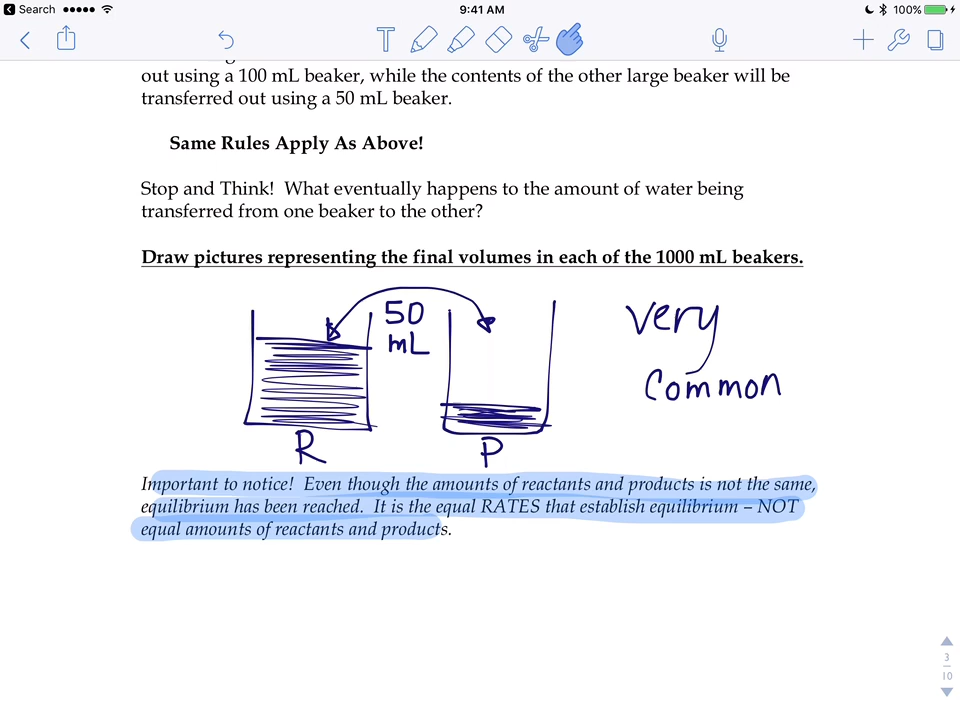 Search
9:41 AM
100%
T
out using a 100 mL beaker, while the contents of the other large beaker will be
transferred out using a 50 mL beaker.
Same Rules Apply As Above!
Stop and Think!  What eventually happens to the amount of water being
transferred from one beaker to the other?
Draw pictures representing the final volumes in each of the 1000 mL beakers.
50
mL
Very
Common
R
P
Important to notice!  Even though the amounts of reactants and products is not the same,
equilibrium has been reached.  It is the equal RATES that establish equilibrium – NOT
equal amounts of reactants and products.
3
10